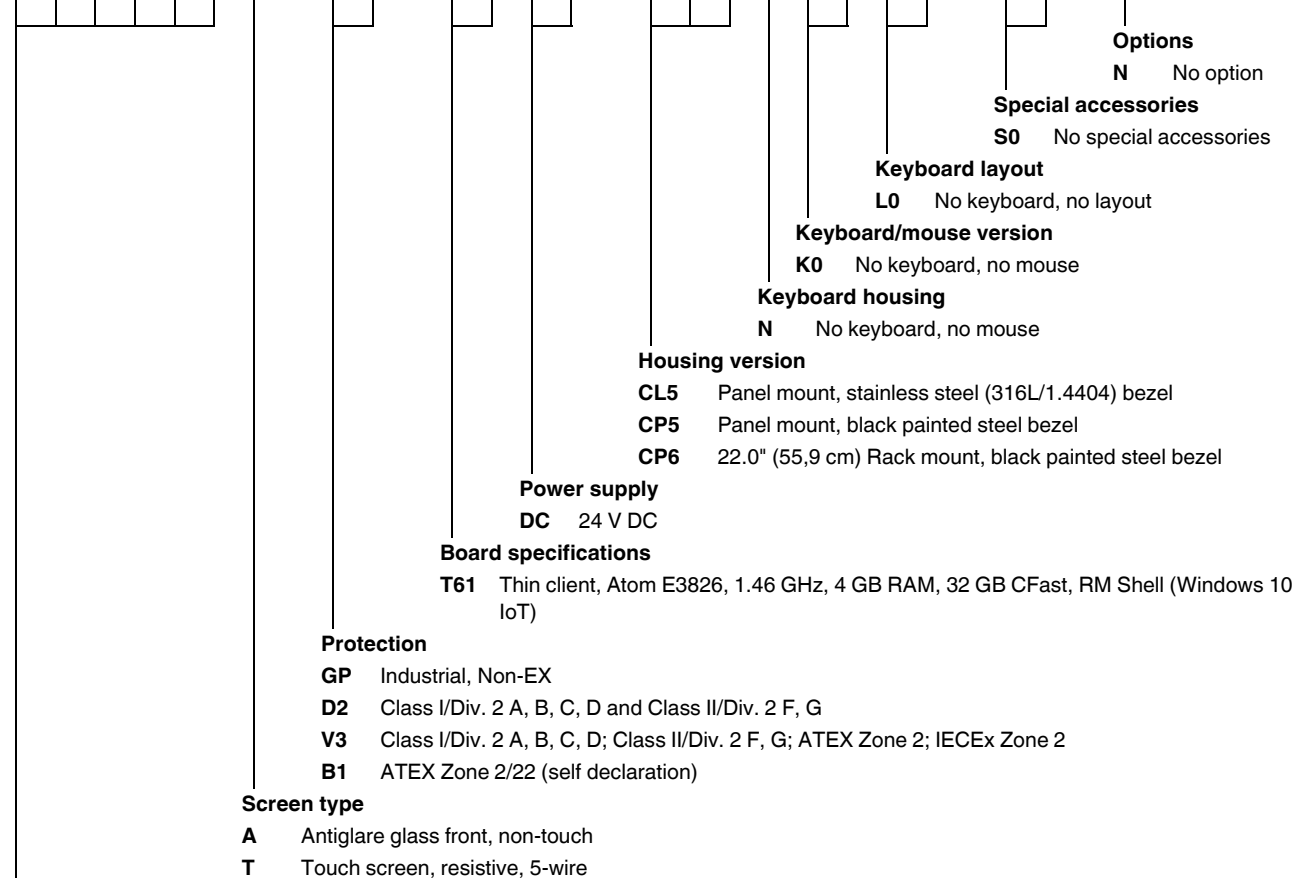 Options
N No option
Special accessories
S0 No special accessories
Keyboard layout
L0 No keyboard, no layout
Keyboard/mouse version
K0 No keyboard, no mouse
Keyboard housing
N No keyboard, no mouse
Housing version
CL5 Panel mount, stainless steel (316L/1.4404) bezel
CP5 Panel mount, black painted steel bezel
CP6 22.0" (55,9 cm) Rack mount, black painted steel bezel
Power supply
DC 24 V DC
Board specifications
T61 Thin client, Atom E3826, 1.46 GHz, 4 GB RAM, 32 GB CFast, RM Shell (Windows 10
IoT)
Protection
GP Industrial, Non-EX
D2 Class I/Div. 2 A, B, C, D and Class II/Div. 2 F, G
V3 Class I/Div. 2 A, B, C, D; Class II/Div. 2 F, G; ATEX Zone 2; IECEx Zone 2
B1 ATEX Zone 2/22 (self declaration)
Screen type
A Antiglare glass front, non-touch
T Touch screen, resistive, 5-wire